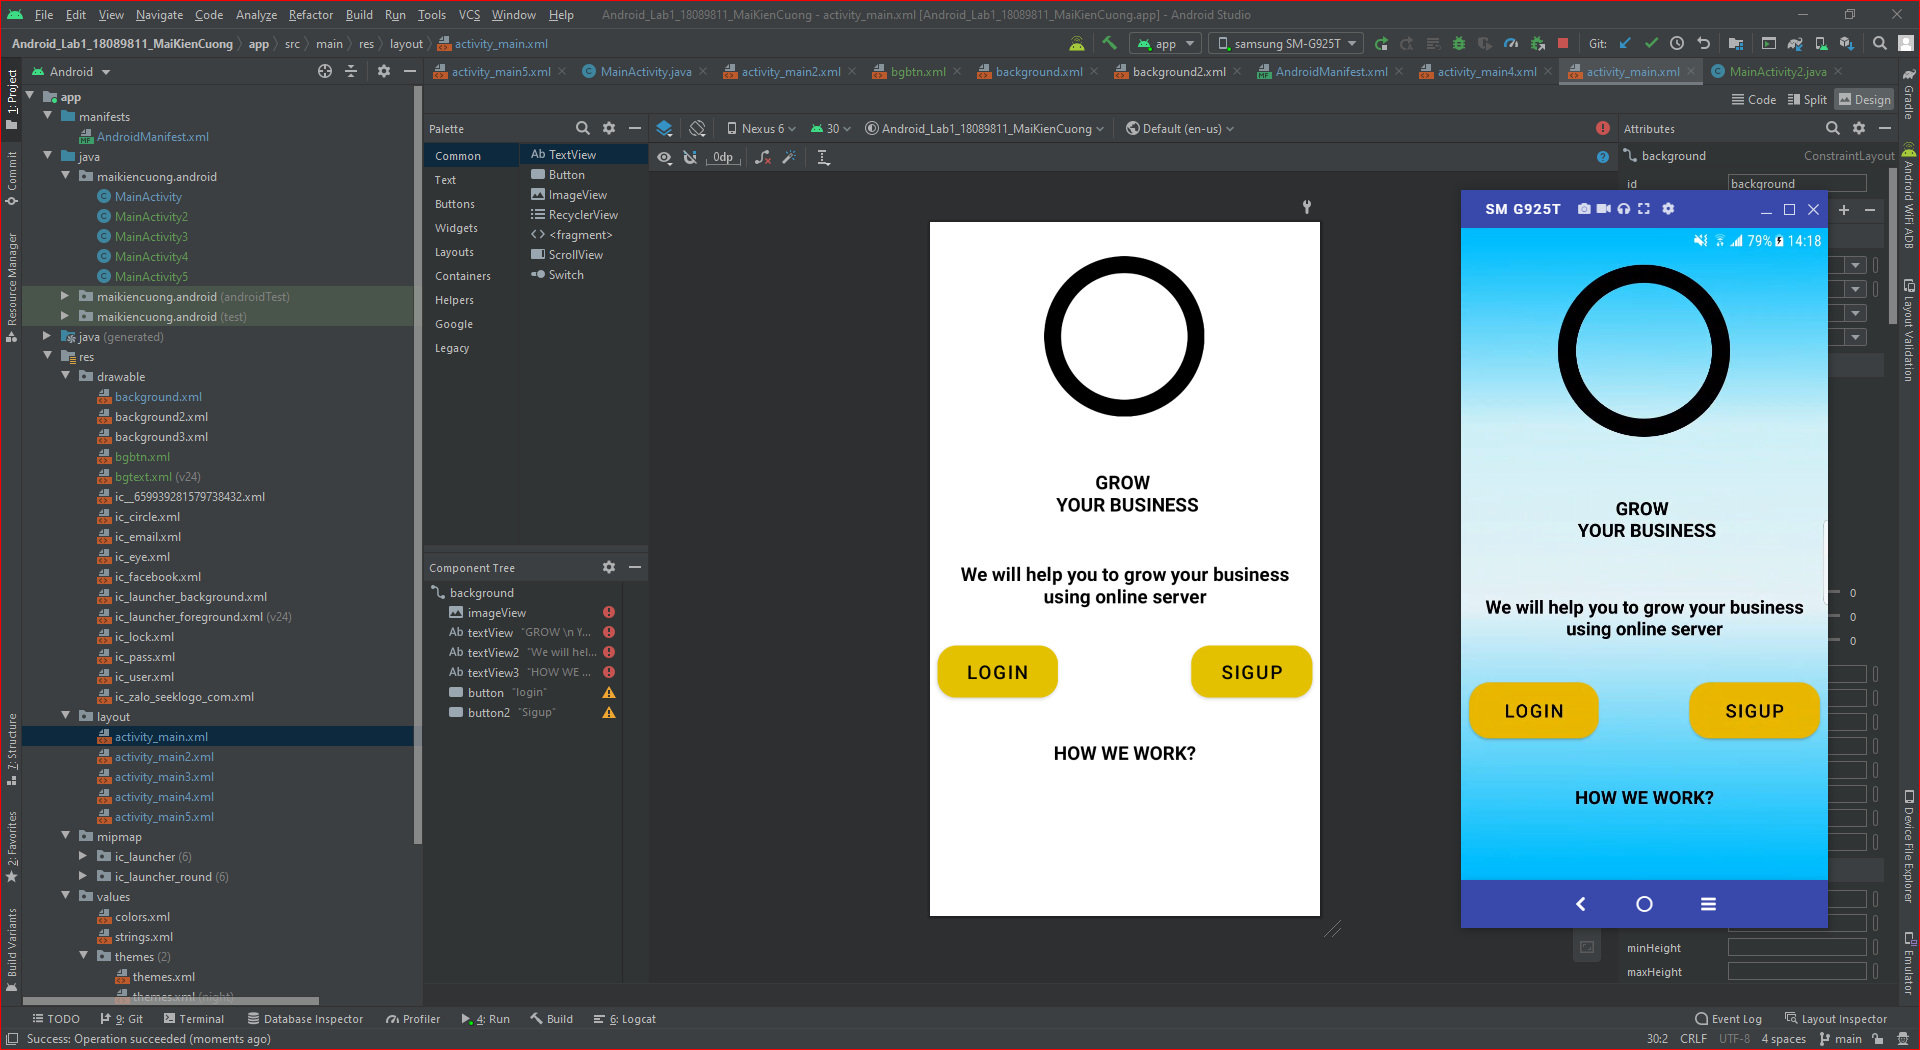 File Edit View Navigate Code Analyze Refactor Build Run Tools VCS Window Help Android_Lab1_18089811_MaiKienCuong - activity_main.xml [Android_Lab1_18089811_MaiKienCuong.app] - Android Studio
Android_Lab1_18089811_MaiKienCuong app src main res layout activity_main.xml app samsung SM-G925T Git:
Android activity_main5.xml MainActivity.java activity_main2.xml bgbtn.xml background.xml background2.xml AndroidManifest.xml activity_main4.xml activity_main.xml MainActivity2.java
Code Split Design
1: Project
Commit
Resource Manager
7: Structure
2: Favorites
Build Variants
app
manifests
AndroidManifest.xml
java
maikiencuong.android
MainActivity
MainActivity2
MainActivity3
MainActivity4
MainActivity5
maikiencuong.android (androidTest)
maikiencuong.android (test)
java (generated)
res
drawable
background.xml
background2.xml
background3.xml
bgbtn.xml
bgtext.xml (v24)
ic__659939281579738432.xml
ic_circle.xml
ic_email.xml
ic_eye.xml
ic_facebook.xml
ic_launcher_background.xml
ic_launcher_foreground.xml (v24)
ic_lock.xml
ic_pass.xml
ic_user.xml
ic_zalo_seeklogo_com.xml
layout
activity_main.xml
activity_main2.xml
activity_main3.xml
activity_main4.xml
activity_main5.xml
mipmap
ic_launcher (6)
ic_launcher_round (6)
values
colors.xml
strings.xml
themes (2)
themes.xml
themes.xml (night)
Palette
Common
Text
Buttons
Widgets
Layouts
Containers
Helpers
Google
Legacy
Ab TextView
Button
ImageView
RecyclerView
<fragment>
ScrollView
Switch
Component Tree
background
imageView
Ab textView "GROW \n Y...
Ab textView2 "We will hel...
Ab textView3 "HOW WE ...
button "login"
button2 "Sigup"
Nexus 6 30 Android_Lab1_18089811_MaiKienCuong Default (en-us)
0dp
GROW
YOUR BUSINESS
We will help you to grow your business
using online server
LOGIN SIGUP
HOW WE WORK?
Attributes
background ConstraintLayout
id background
SM G925T
79% 14:18
GROW
YOUR BUSINESS
We will help you to grow your business
using online server
LOGIN SIGUP
HOW WE WORK?
0
0
0
minHeight
maxHeight
Gradle
Android WiFi ADB
Layout Validation
Device File Explorer
Emulator
TODO 9: Git Terminal Database Inspector Profiler 4: Run Build 6: Logcat Event Log Layout Inspector
Success: Operation succeeded (moments ago) 30:2 CRLF UTF-8 4 spaces main